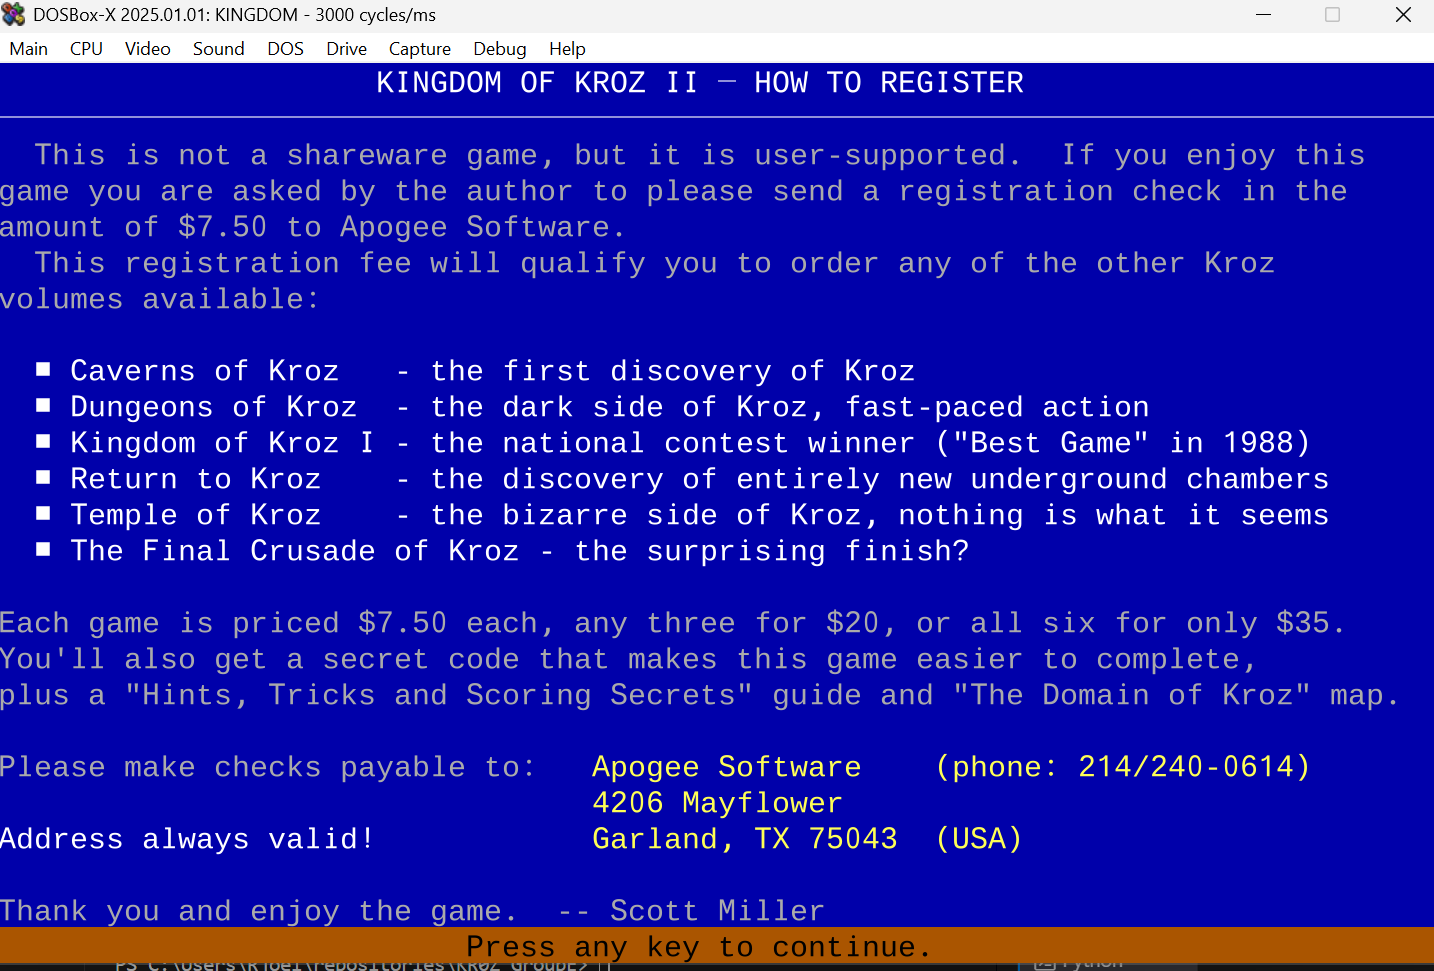 DOSBox-X 2025.01.01: KINGDOM - 3000 cycles/ms
Main CPU Video Sound DOS Drive Capture Debug Help
KINGDOM OF KROZ II — HOW TO REGISTER
This is not a shareware game, but it is user-supported. If you enjoy this
game you are asked by the author to please send a registration check in the
amount of $7.50 to Apogee Software.
This registration fee will qualify you to order any of the other Kroz
volumes available:
■ Caverns of Kroz - the first discovery of Kroz
■ Dungeons of Kroz - the dark side of Kroz, fast-paced action
■ Kingdom of Kroz I - the national contest winner ("Best Game" in 1988)
■ Return to Kroz - the discovery of entirely new underground chambers
■ Temple of Kroz - the bizarre side of Kroz, nothing is what it seems
■ The Final Crusade of Kroz - the surprising finish?
Each game is priced $7.50 each, any three for $20, or all six for only $35.
You'll also get a secret code that makes this game easier to complete,
plus a "Hints, Tricks and Scoring Secrets" guide and "The Domain of Kroz" map.
Please make checks payable to: Apogee Software (phone: 214/240-0614)
4206 Mayflower
Address always valid! Garland, TX 75043 (USA)
Thank you and enjoy the game. -- Scott Miller
Press any key to continue.